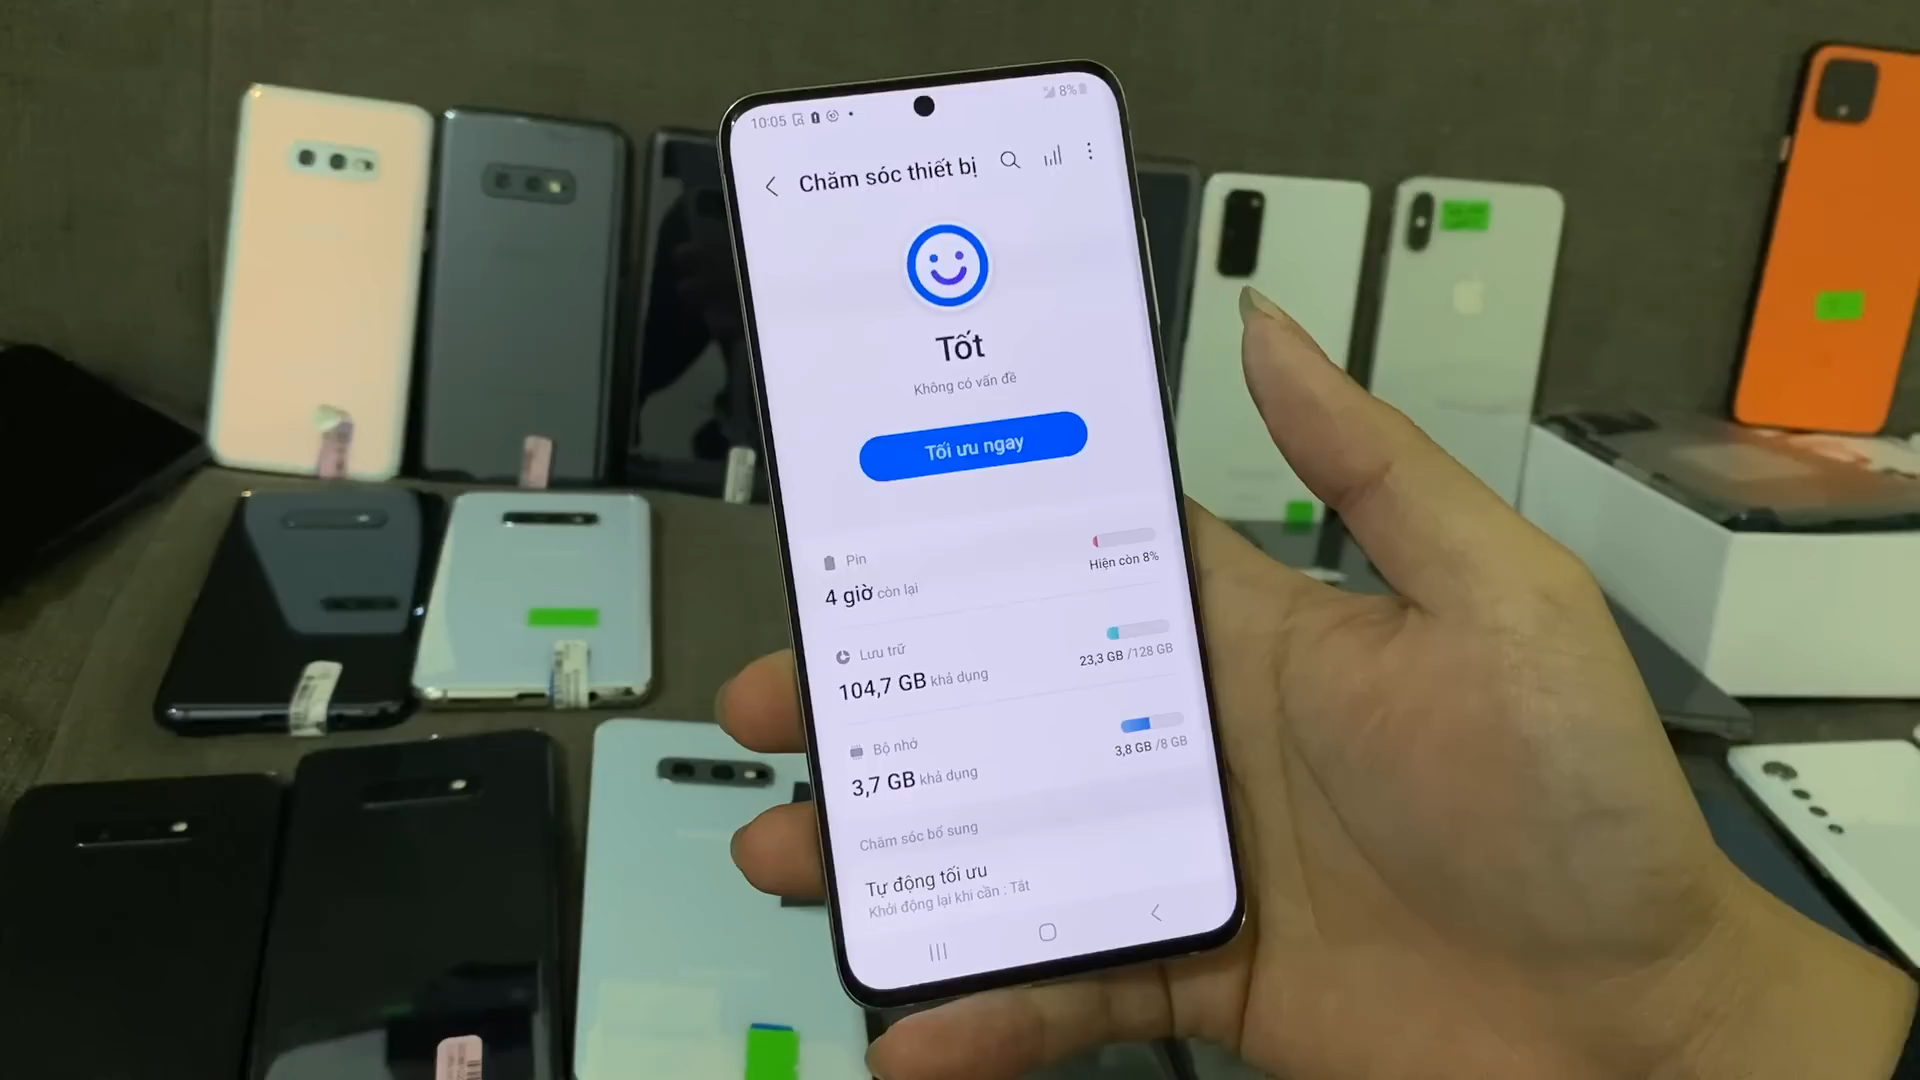 10:05
8%
Chăm sóc thiết bị
Tốt
Không có vấn đề
Tối ưu ngay
Pin
4 giờ còn lại
Hiện còn 8%
Lưu trữ
104,7 GB khả dụng
23,3 GB /128 GB
Bộ nhớ
3,7 GB khả dụng
3,8 GB /8 GB
Chăm sóc bổ sung
Tự động tối ưu
Khởi động lại khi cần : Tắt